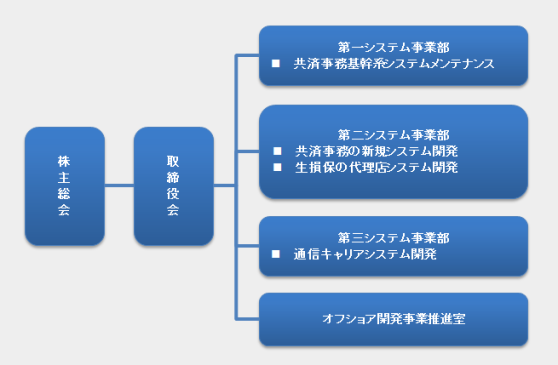 株主総会
取締役会
第一システム事業部
■ 共済事務基幹系システムメンテナンス
第二システム事業部
■ 共済事務の新規システム開発
■ 生損保の代理店システム開発
第三システム事業部
■ 通信キャリアシステム開発
オフショア開発事業推進室